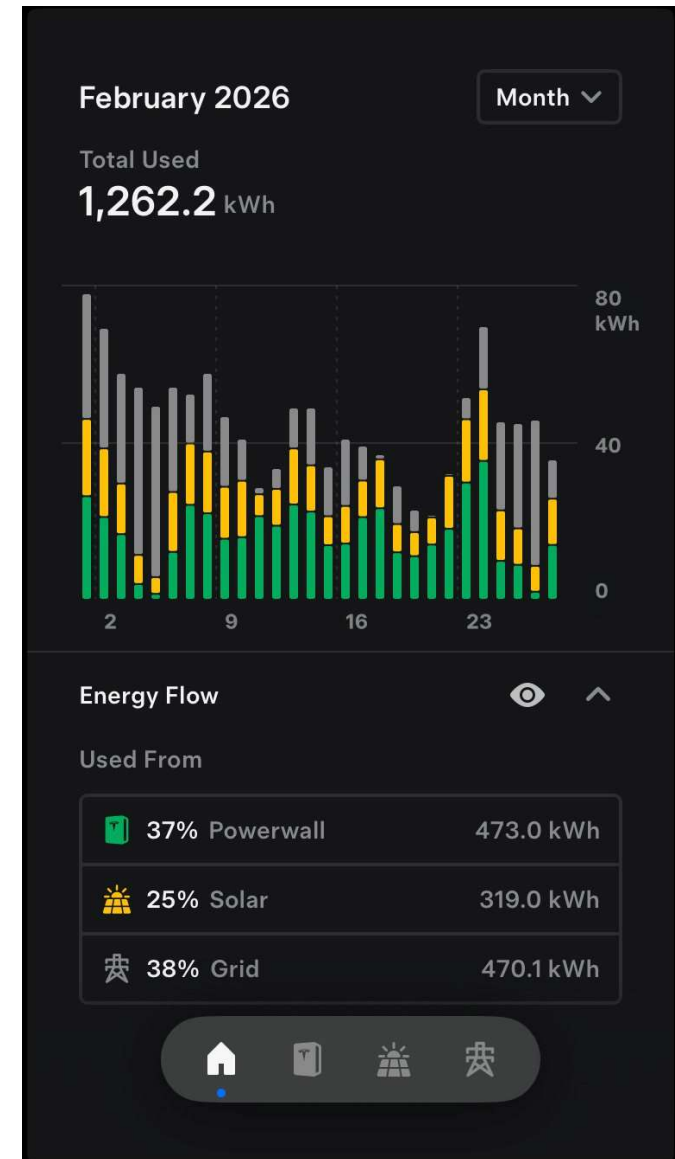 February 2026
Month
Total Used
1,262.2 kWh
80
kWh
40
0
2 9 16 23
Energy Flow
Used From
37% Powerwall 473.0 kWh
25% Solar 319.0 kWh
38% Grid 470.1 kWh